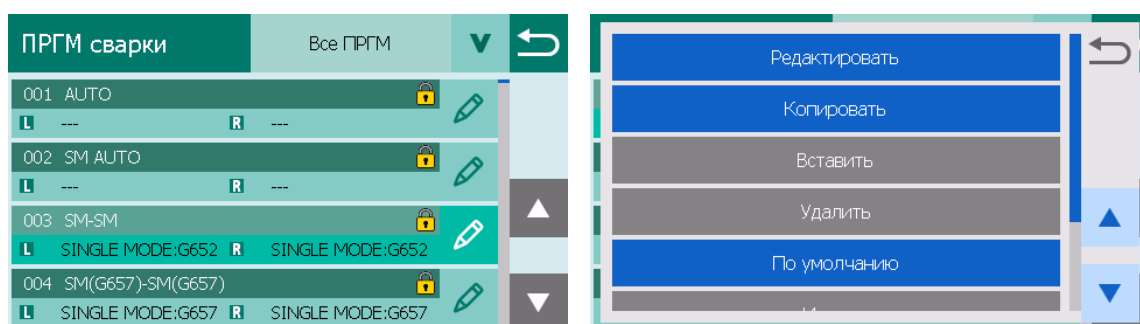 ПРГМ сварки
Все ПРГМ
V
001 AUTO
L --- R ---
002 SM AUTO
L --- R ---
003 SM-SM
L SINGLE MODE:G652 R SINGLE MODE:G652
004 SM(G657)-SM(G657)
L SINGLE MODE:G657 R SINGLE MODE:G657
Редактировать
Копировать
Вставить
Удалить
По умолчанию